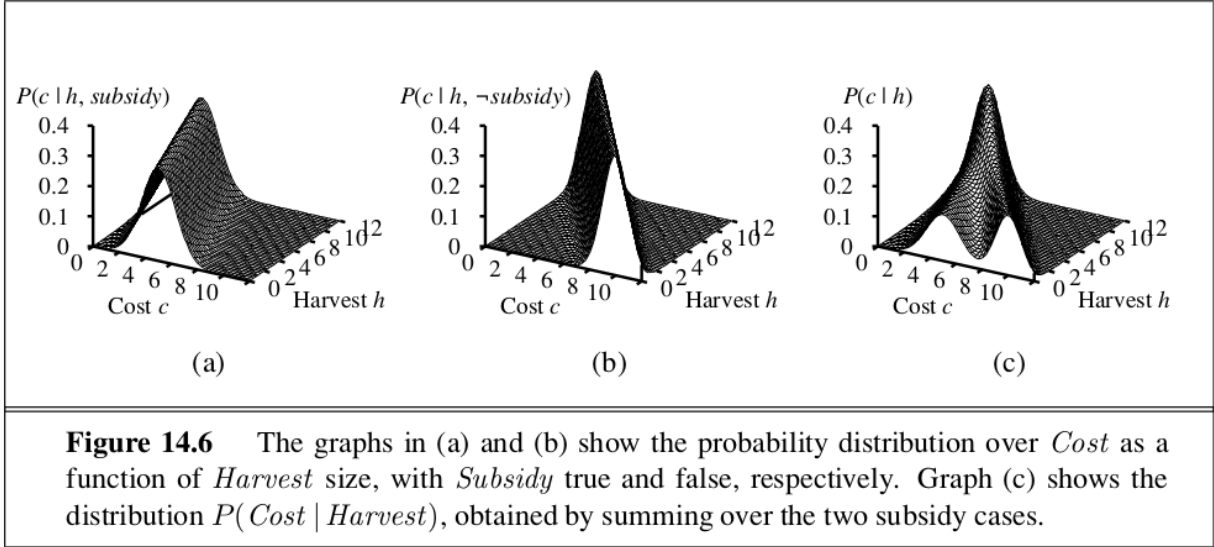 P(c | h, subsidy)
0.4
0.3
0.2
0.1
0
0 2 4 6 8 10
Cost c
0 2 4 6 8 10 12
Harvest h
(a)
P(c | h, ¬subsidy)
0.4
0.3
0.2
0.1
0
0 2 4 6 8 10
Cost c
0 2 4 6 8 10 12
Harvest h
(b)
P(c | h)
0.4
0.3
0.2
0.1
0
0 2 4 6 8 10
Cost c
0 2 4 6 8 10 12
Harvest h
(c)
Figure 14.6 The graphs in (a) and (b) show the probability distribution over Cost as a
function of Harvest size, with Subsidy true and false, respectively. Graph (c) shows the
distribution P(Cost | Harvest), obtained by summing over the two subsidy cases.